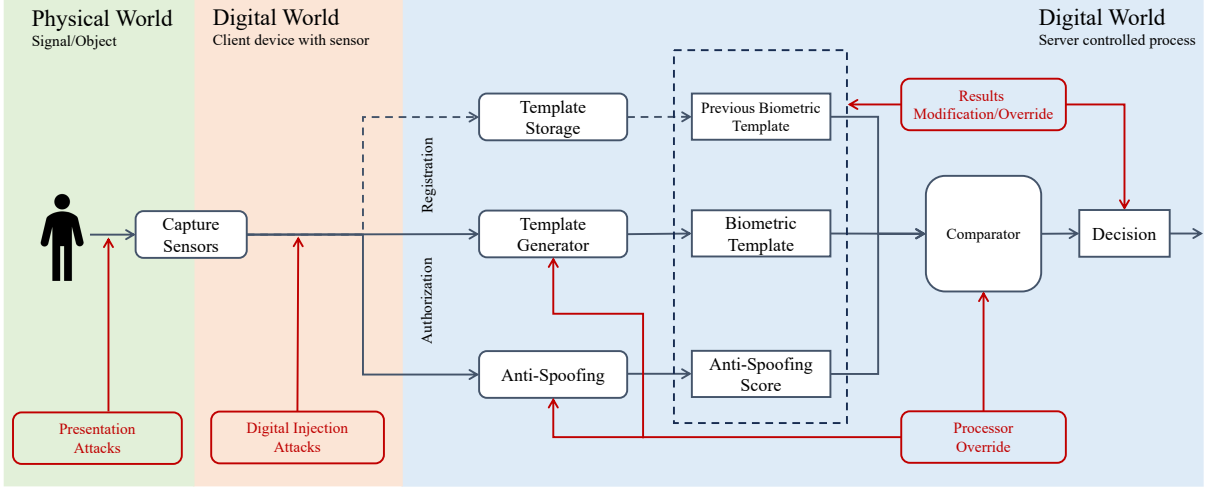 Physical World
Signal/Object
Digital World
Client device with sensor
Digital World
Server controlled process
Template
Storage
Previous Biometric
Template
Results
Modification/Override
Registration
Capture
Sensors
Template
Generator
Biometric
Template
Comparator
Decision
Authorization
Anti-Spoofing
Anti-Spoofing
Score
Presentation
Attacks
Digital Injection
Attacks
Processor
Override